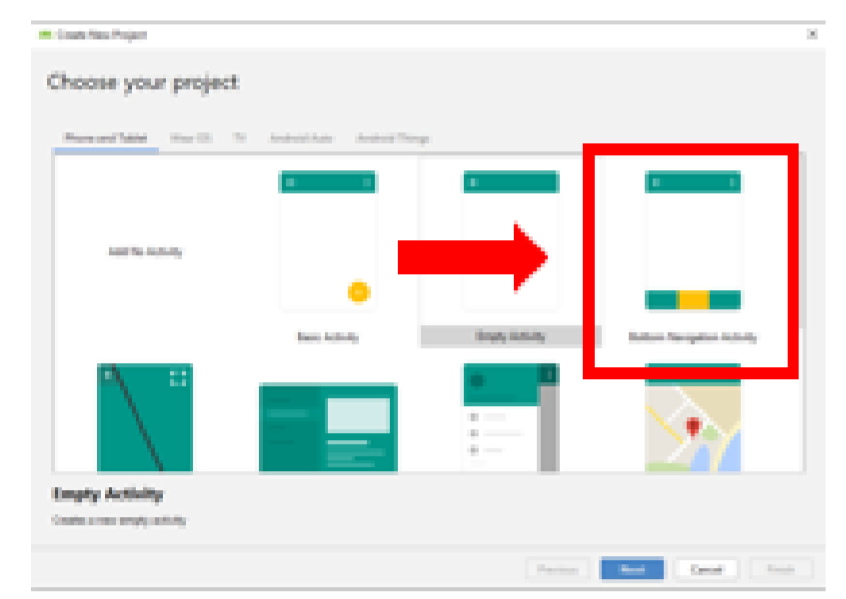 Create New Project
Choose your project
Phone and Tablet Wear OS TV Android Auto Android Things
Add No Activity
Basic Activity
Empty Activity
Bottom Navigation Activity
Empty Activity
Create a new empty activity
Previous Next Cancel Finish